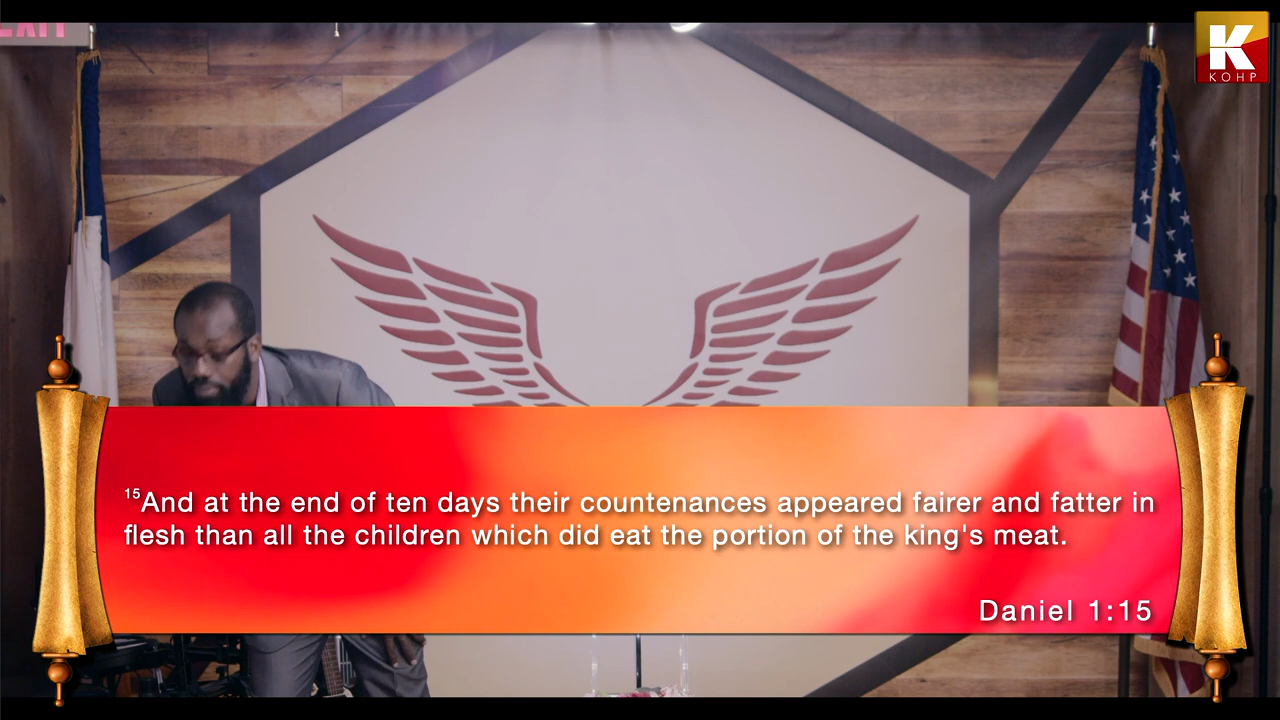 EXIT
K
KOHP
15And at the end of ten days their countenances appeared fairer and fatter in
flesh than all the children which did eat the portion of the king's meat.
Daniel 1:15